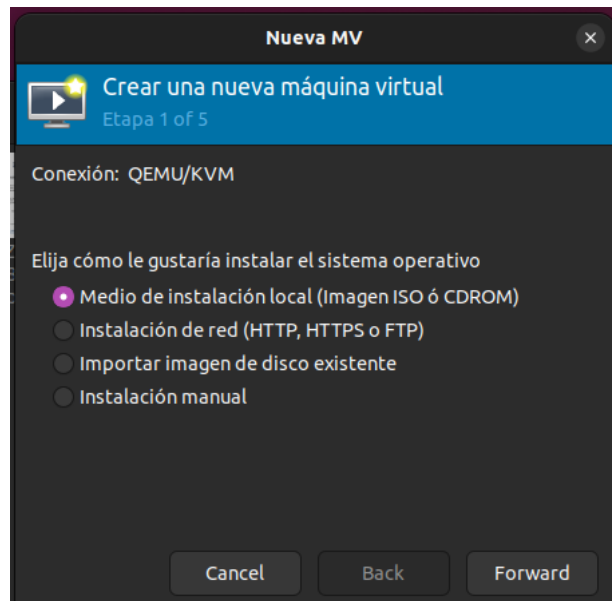 Nueva MV
Crear una nueva máquina virtual
Etapa 1 of 5
Conexión: QEMU/KVM
Elija cómo le gustaría instalar el sistema operativo
Medio de instalación local (Imagen ISO ó CDROM)
Instalación de red (HTTP, HTTPS o FTP)
Importar imagen de disco existente
Instalación manual
Cancel
Back
Forward